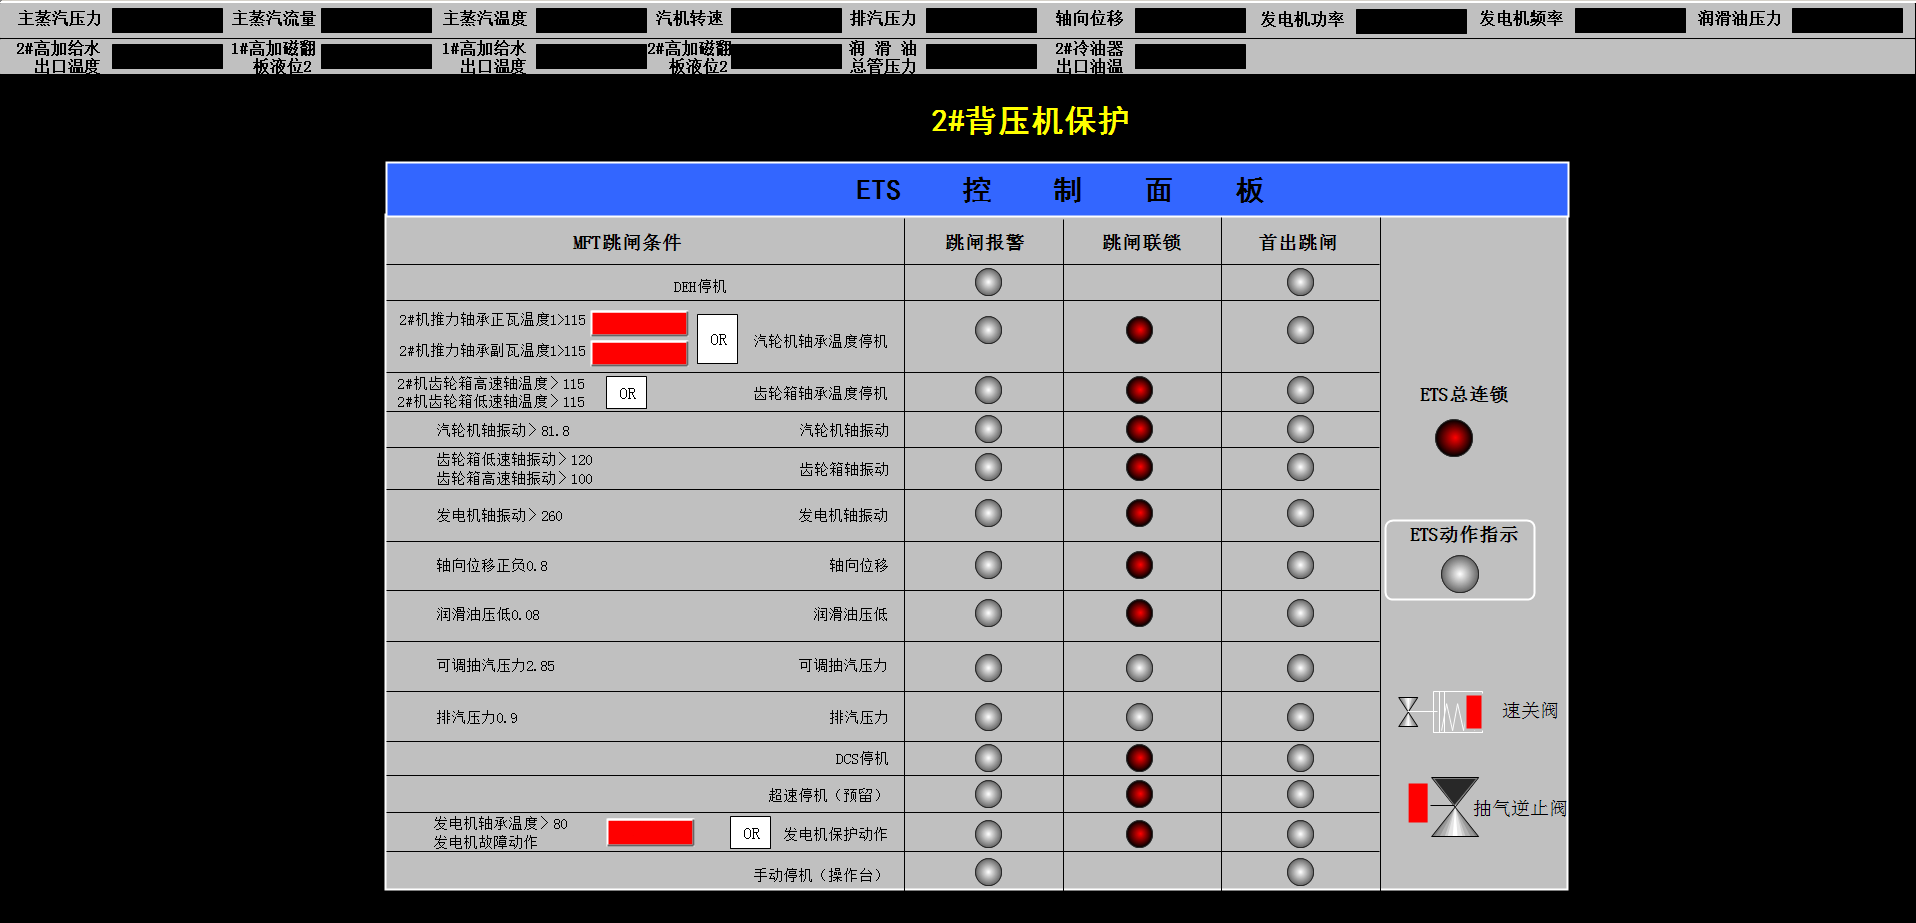 主蒸汽压力 主蒸汽流量 主蒸汽温度 汽机转速 排汽压力 轴向位移 发电机功率 发电机频率 润滑油压力
2#高加给水 1#高加磁翻 1#高加给水 2#高加磁翻 润 滑 油 2#冷油器
出口温度 板液位2 出口温度 板液位2 总管压力 出口油温
2#背压机保护
ETS 控 制 面 板
MFT跳闸条件 跳闸报警 跳闸联锁 首出跳闸
DEH停机
2#机推力轴承正瓦温度1>115
OR 汽轮机轴承温度停机
2#机推力轴承副瓦温度1>115
2#机齿轮箱高速轴温度>115
OR 齿轮箱轴承温度停机
2#机齿轮箱低速轴温度>115
ETS总连锁
汽轮机轴振动>81.8 汽轮机轴振动
齿轮箱低速轴振动>120
齿轮箱轴振动
齿轮箱高速轴振动>100
发电机轴振动>260 发电机轴振动
ETS动作指示
轴向位移正负0.8 轴向位移
润滑油压低0.08 润滑油压低
可调抽汽压力2.85 可调抽汽压力
排汽压力0.9 排汽压力
速关阀
DCS停机
超速停机（预留）
抽气逆止阀
发电机轴承温度>80
OR 发电机保护动作
发电机故障动作
手动停机（操作台）